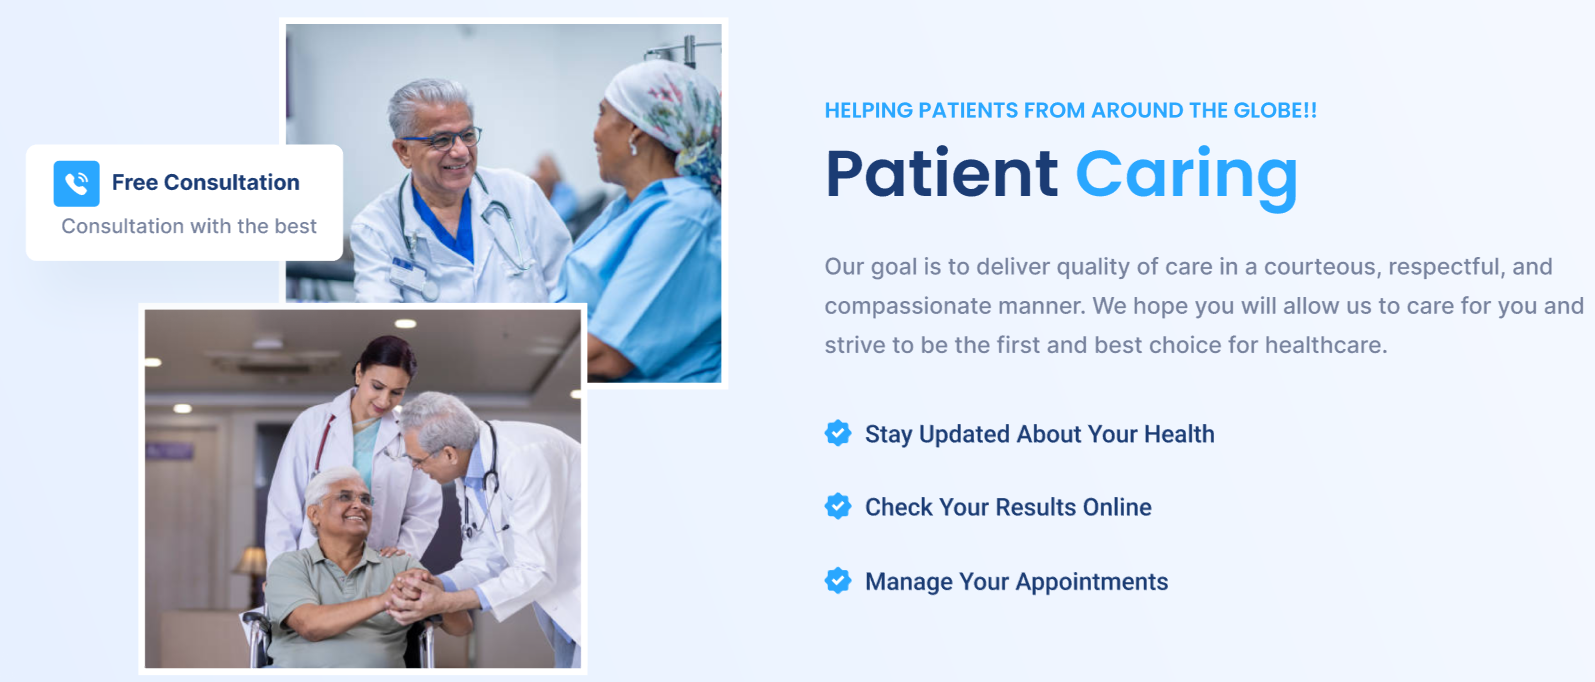 Free Consultation
Consultation with the best
HELPING PATIENTS FROM AROUND THE GLOBE!!
Patient Caring
Our goal is to deliver quality of care in a courteous, respectful, and
compassionate manner. We hope you will allow us to care for you and
strive to be the first and best choice for healthcare.
Stay Updated About Your Health
Check Your Results Online
Manage Your Appointments